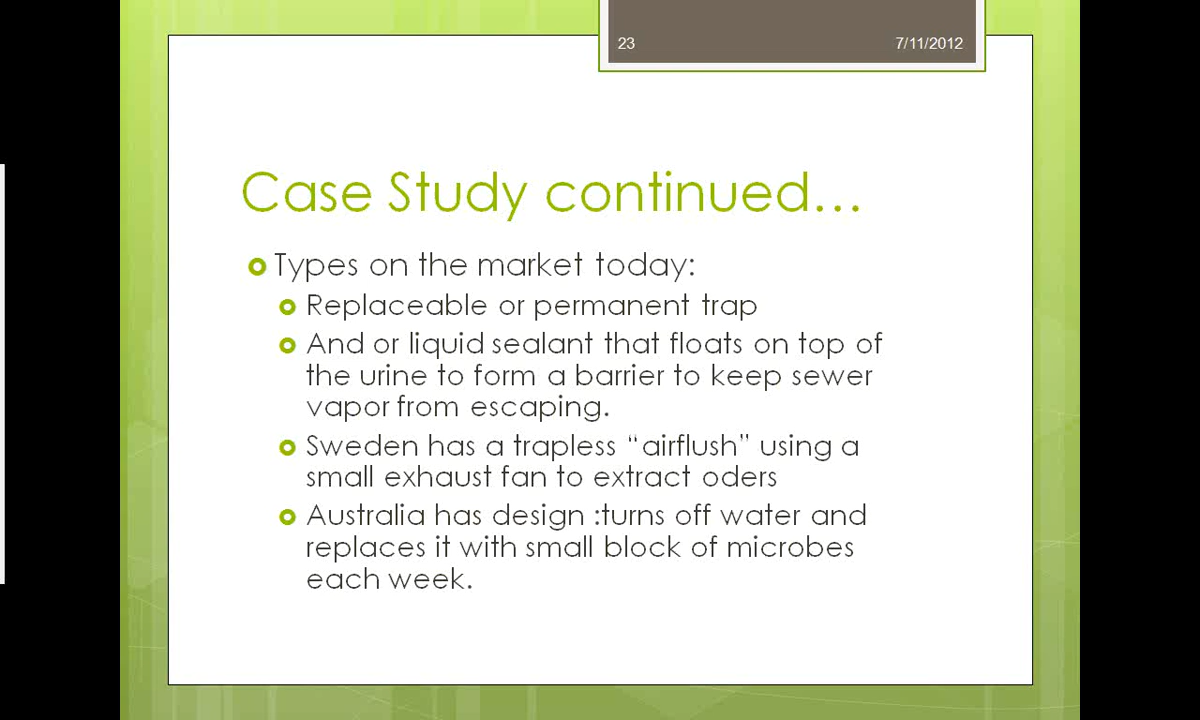 23 7/11/2012
Case Study continued…
Types on the market today:
Replaceable or permanent trap
And or liquid sealant that floats on top of
the urine to form a barrier to keep sewer
vapor from escaping.
Sweden has a trapless “airflush” using a
small exhaust fan to extract oders
Australia has design :turns off water and
replaces it with small block of microbes
each week.